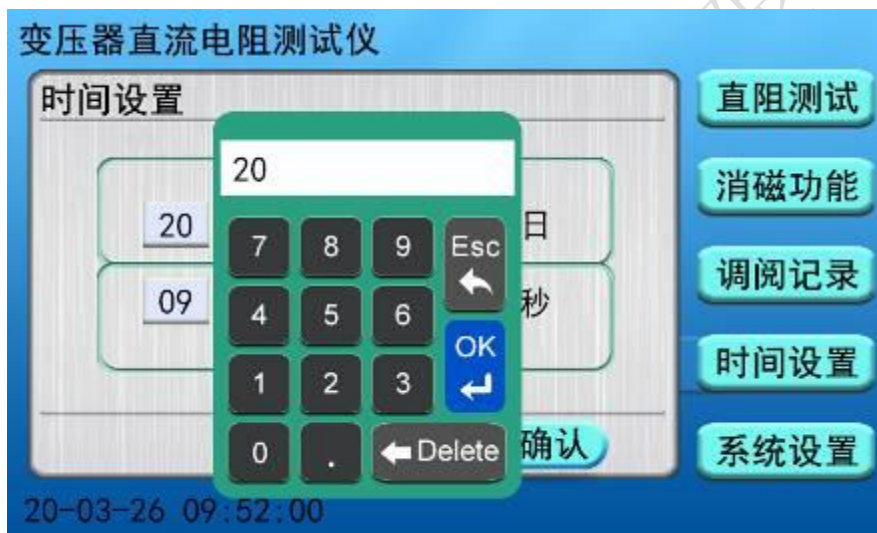 变压器直流电阻测试仪
时间设置
直阻测试
消磁功能
调阅记录
时间设置
系统设置
20
20
日
09
秒
7 8 9 Esc
4 5 6
OK
1 2 3
0 . Delete
确认
20-03-26 09:52:00